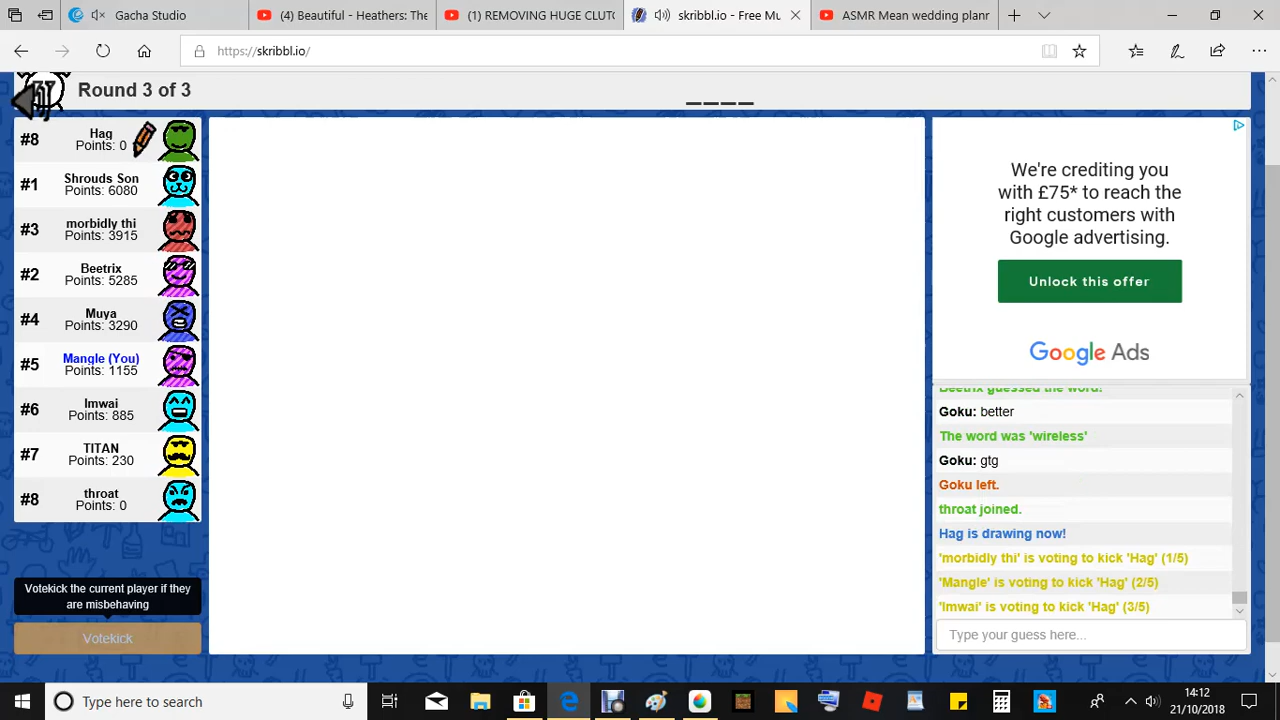 Gacha Studio
(4) Beautiful - Heathers: The
(1) REMOVING HUGE CLUTC
skribbl.io - Free Mu
ASMR Mean wedding plann
https://skribbl.io/
Round 3 of 3
_ _ _ _
#8 Hag
Points: 0
#1 Shrouds Son
Points: 6080
#3 morbidly thi
Points: 3915
#2 Beetrix
Points: 5285
#4 Muya
Points: 3290
#5 Mangle (You)
Points: 1155
#6 Imwai
Points: 885
#7 TITAN
Points: 230
#8 throat
Points: 0
Votekick the current player if they
are misbehaving
Votekick
We're crediting you
with £75* to reach the
right customers with
Google advertising.
Unlock this offer
Google Ads
Beetrix guessed the word!
Goku: better
The word was 'wireless'
Goku: gtg
Goku left.
throat joined.
Hag is drawing now!
'morbidly thi' is voting to kick 'Hag' (1/5)
'Mangle' is voting to kick 'Hag' (2/5)
'Imwai' is voting to kick 'Hag' (3/5)
Type your guess here...
Type here to search
04:12
21/10/2018